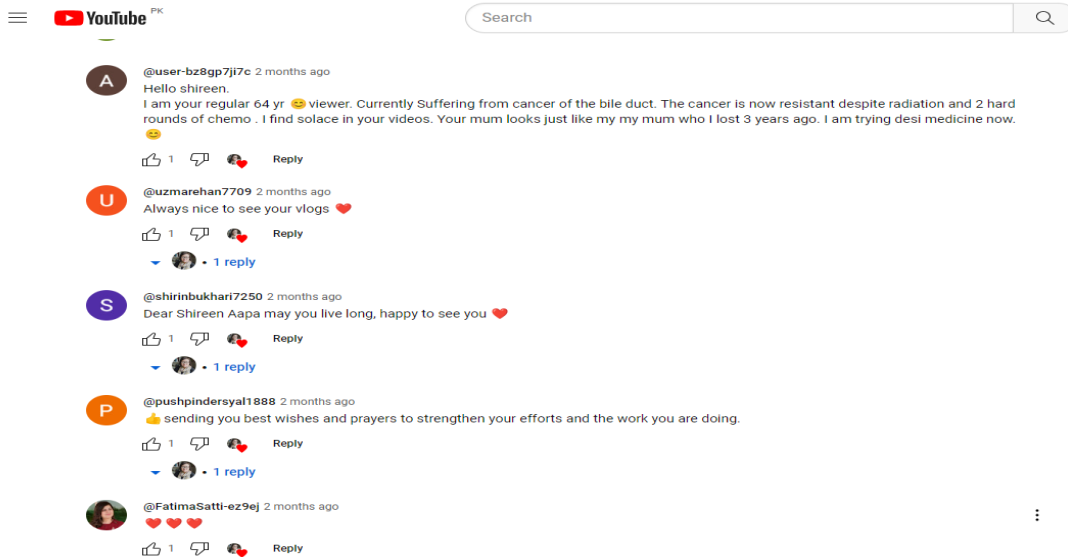 YouTube PK
Search
@user-bz8gp7ji7c 2 months ago
Hello shireen.
I am your regular 64 yr 😊 viewer. Currently Suffering from cancer of the bile duct. The cancer is now resistant despite radiation and 2 hard
rounds of chemo . I find solace in your videos. Your mum looks just like my my mum who I lost 3 years ago. I am trying desi medicine now.
😊
1 Reply
@uzmarehan7709 2 months ago
Always nice to see your vlogs ❤️
1 Reply
• 1 reply
@shirinbukhari7250 2 months ago
Dear Shireen Aapa may you live long, happy to see you ❤️
1 Reply
• 1 reply
@pushpindersyal1888 2 months ago
👍 sending you best wishes and prayers to strengthen your efforts and the work you are doing.
1 Reply
• 1 reply
@FatimaSatti-ez9ej 2 months ago
❤️❤️❤️
1 Reply
A
U
S
P